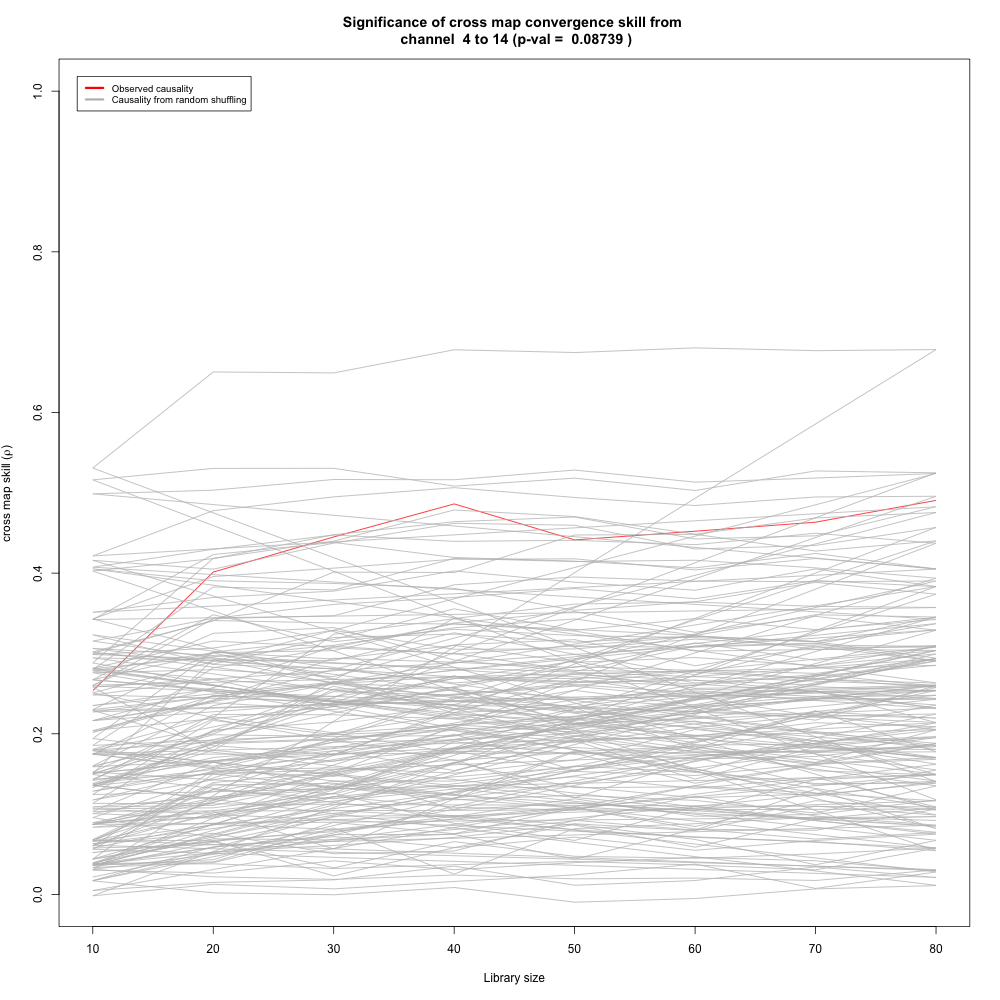 Significance of cross map convergence skill from
channel  4 to 14 (p-val =  0.08739 )
Observed causality
Causality from random shuffling
1.0
0.8
0.6
0.4
0.2
0.0
cross map skill (ρ)
10 20 30 40 50 60 70 80
Library size